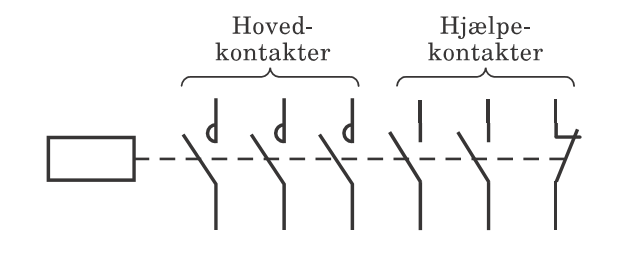 Hoved-
kontakter
Hjælpe-
kontakter